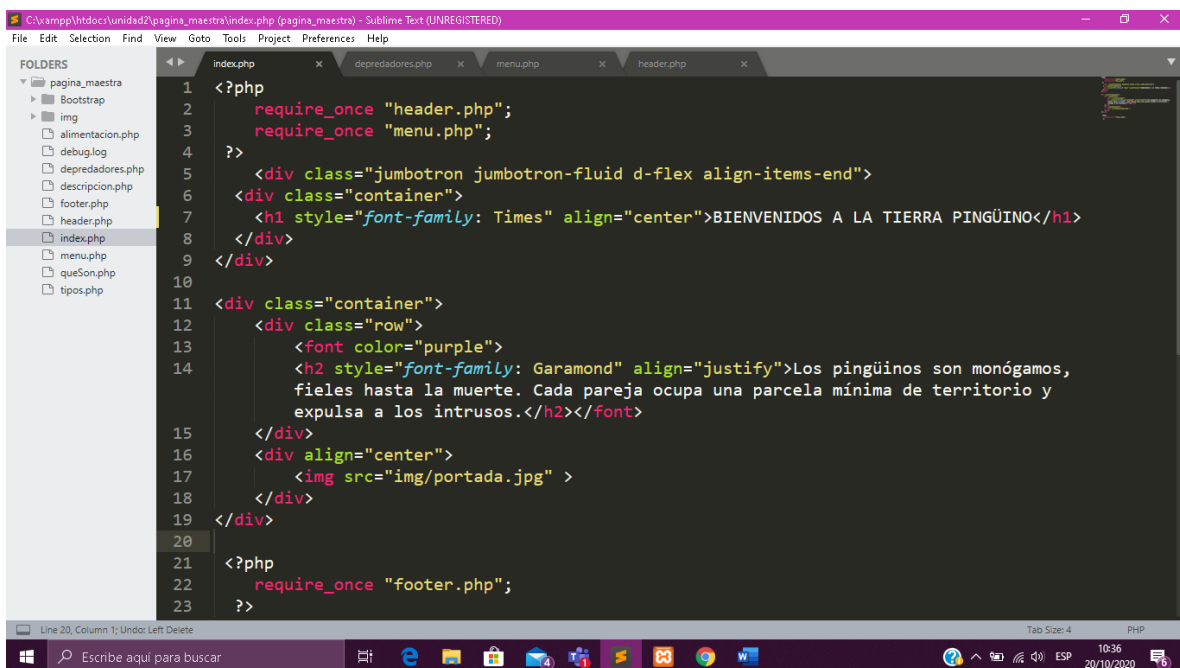 C:\xampp\htdocs\unidad2\pagina_maestra\index.php (pagina_maestra) - Sublime Text (UNREGISTERED)
File Edit Selection Find View Goto Tools Project Preferences Help
FOLDERS
pagina_maestra
Bootstrap
img
alimentacion.php
debug.log
depredadores.php
descripcion.php
footer.php
header.php
index.php
menu.php
queSon.php
tipos.php
index.php × depredadores.php × menu.php × header.php ×
1 <?php
2 require_once "header.php";
3 require_once "menu.php";
4 ?>
5 <div class="jumbotron jumbotron-fluid d-flex align-items-end">
6 <div class="container">
7 <h1 style="font-family: Times" align="center">BIENVENIDOS A LA TIERRA PINGÜINO</h1>
8 </div>
9 </div>
10
11 <div class="container">
12 <div class="row">
13 <font color="purple">
14 <h2 style="font-family: Garamond" align="justify">Los pingüinos son monógamos,
fieles hasta la muerte. Cada pareja ocupa una parcela mínima de territorio y
expulsa a los intrusos.</h2></font>
15 </div>
16 <div align="center">
17 <img src="img/portada.jpg" >
18 </div>
19 </div>
20
21 <?php
22 require_once "footer.php";
23 ?>
Line 20, Column 1; Undo: Left Delete Tab Size: 4 PHP
Escribe aquí para buscar
ESP
10:36
20/10/2020